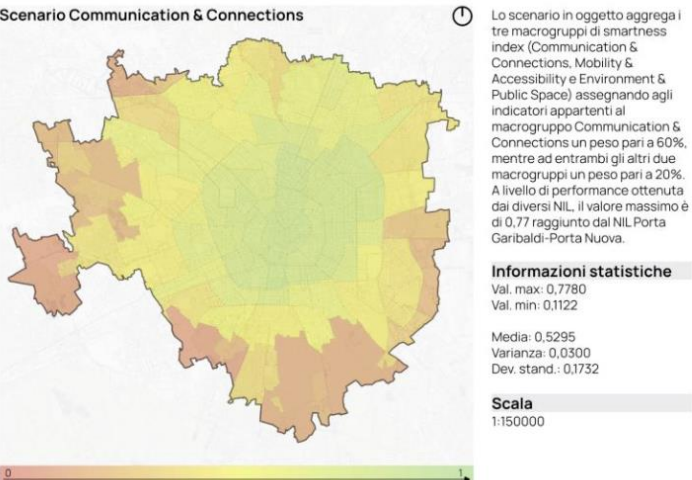 Scenario Communication & Connections
Lo scenario in oggetto aggrega i
tre macrogruppi di smartness
index (Communication &
Connections, Mobility &
Accessibility e Environment &
Public Space) assegnando agli
indicatori appartenti al
macrogruppo Communication &
Connections un peso pari a 60%,
mentre ad entrambi gli altri due
macrogruppi un peso pari a 20%.
A livello di performance ottenuta
dai diversi NIL, il valore massimo è
di 0,77 raggiunto dal NIL Porta
Garibaldi-Porta Nuova.
Informazioni statistiche
Val. max: 0,7780
Val. min: 0,1122
Media: 0,5295
Varianza: 0,0300
Dev. stand.: 0,1732
Scala
1:150000
0 1